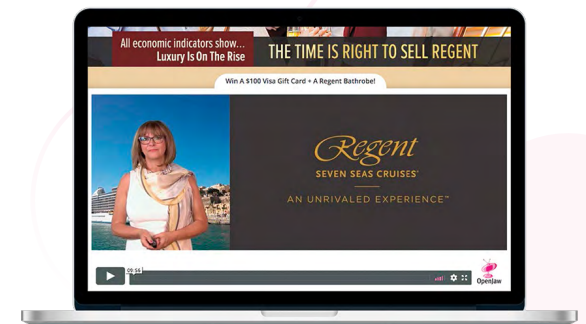 All economic indicators show...
Luxury Is On The Rise
THE TIME IS RIGHT TO SELL REGENT
Win A $100 Visa Gift Card + A Regent Bathrobe!
Regent
SEVEN SEAS CRUISES®
AN UNRIVALED EXPERIENCE™
09:56
OpenJaw